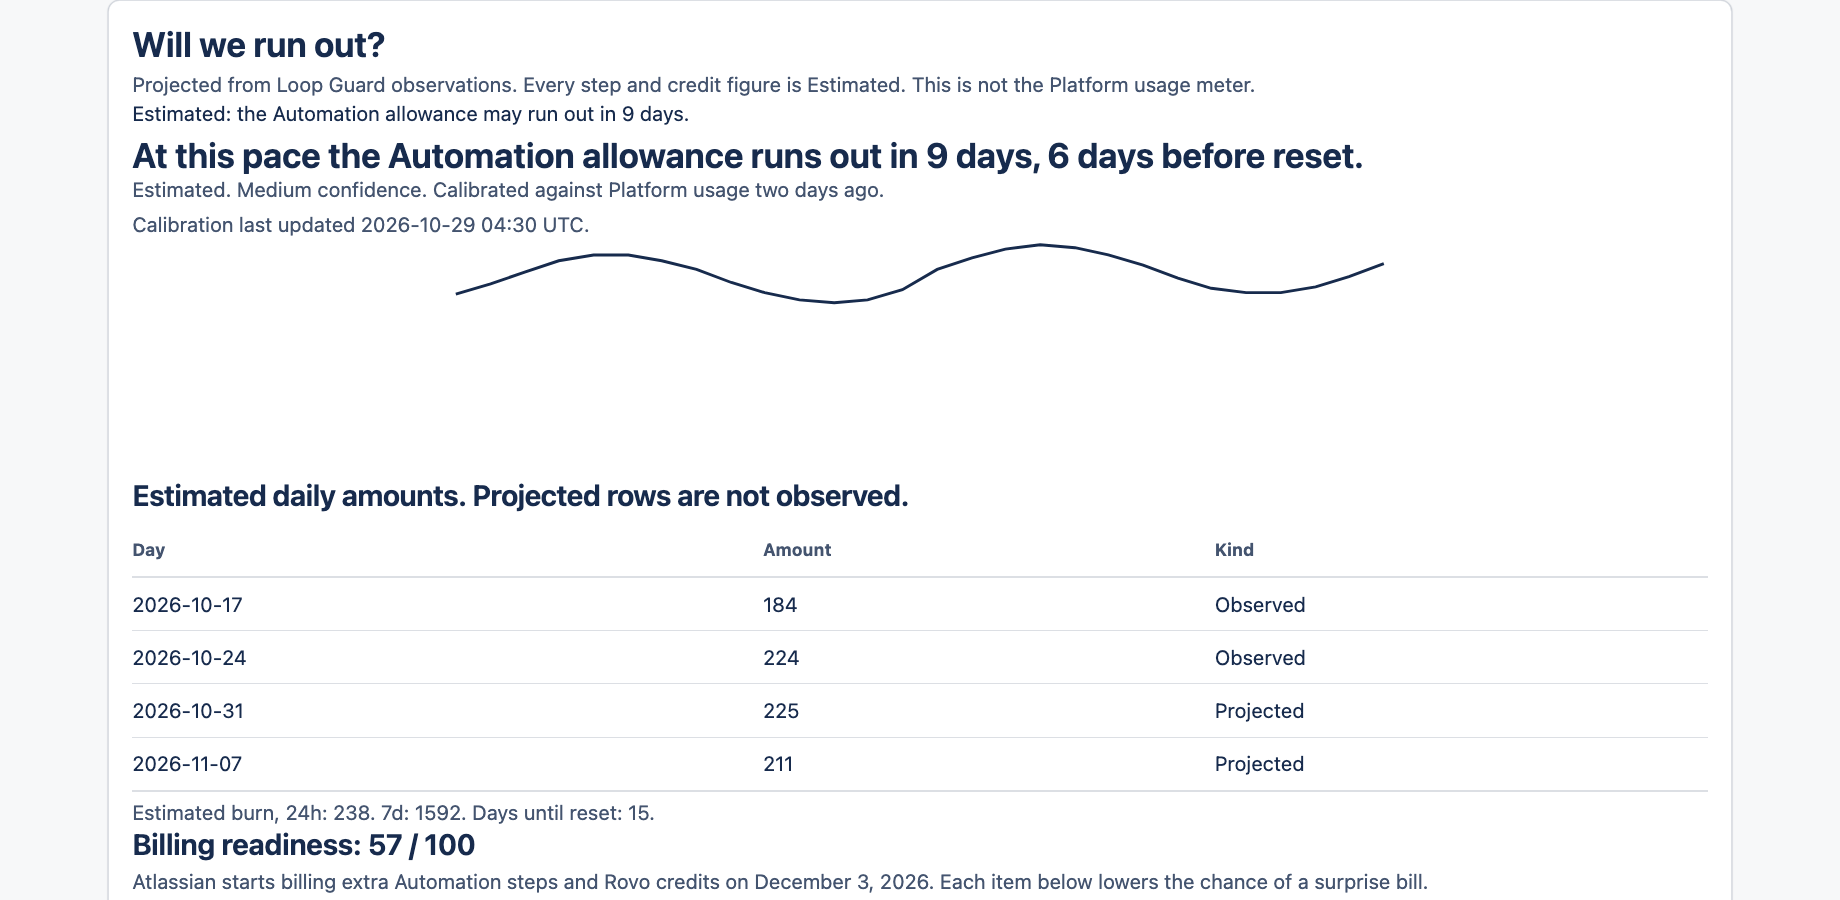 Will we run out?
Projected from Loop Guard observations. Every step and credit figure is Estimated. This is not the Platform usage meter.
Estimated: the Automation allowance may run out in 9 days.
At this pace the Automation allowance runs out in 9 days, 6 days before reset.
Estimated. Medium confidence. Calibrated against Platform usage two days ago.
Calibration last updated 2026-10-29 04:30 UTC.
Estimated daily amounts. Projected rows are not observed.
Day Amount Kind
2026-10-17 184 Observed
2026-10-24 224 Observed
2026-10-31 225 Projected
2026-11-07 211 Projected
Estimated burn, 24h: 238. 7d: 1592. Days until reset: 15.
Billing readiness: 57 / 100
Atlassian starts billing extra Automation steps and Rovo credits on December 3, 2026. Each item below lowers the chance of a surprise bill.